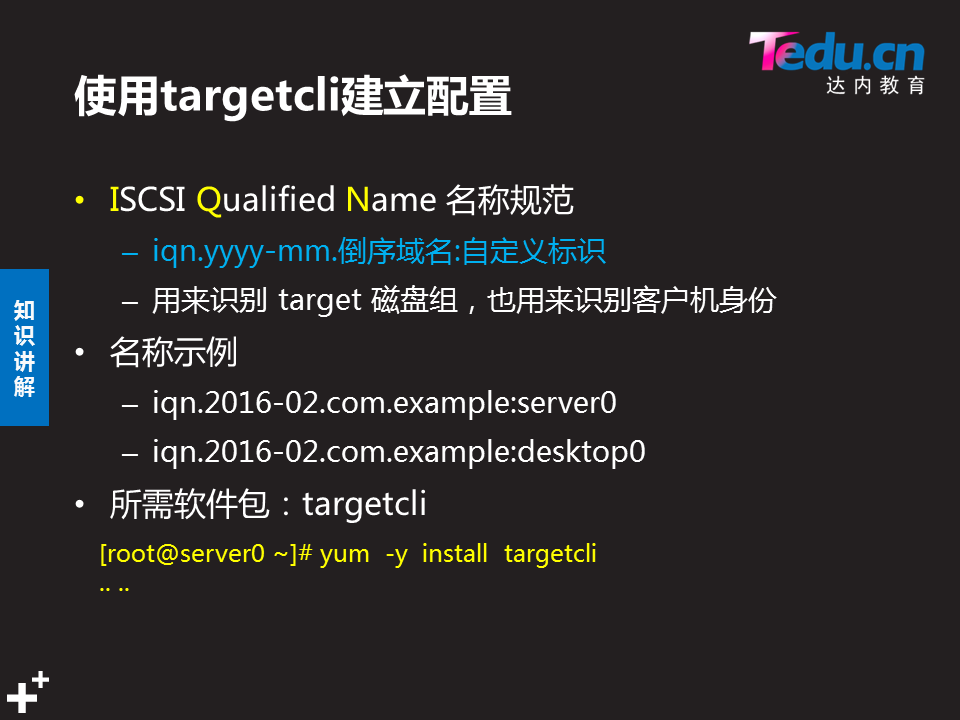 Tedu.cn
达内教育
使用targetcli建立配置
• ISCSI Qualified Name 名称规范
– iqn.yyyy-mm.倒序域名:自定义标识
– 用来识别 target 磁盘组，也用来识别客户机身份
• 名称示例
– iqn.2016-02.com.example:server0
– iqn.2016-02.com.example:desktop0
• 所需软件包：targetcli
[root@server0 ~]# yum -y install targetcli
.. ..
知识讲解